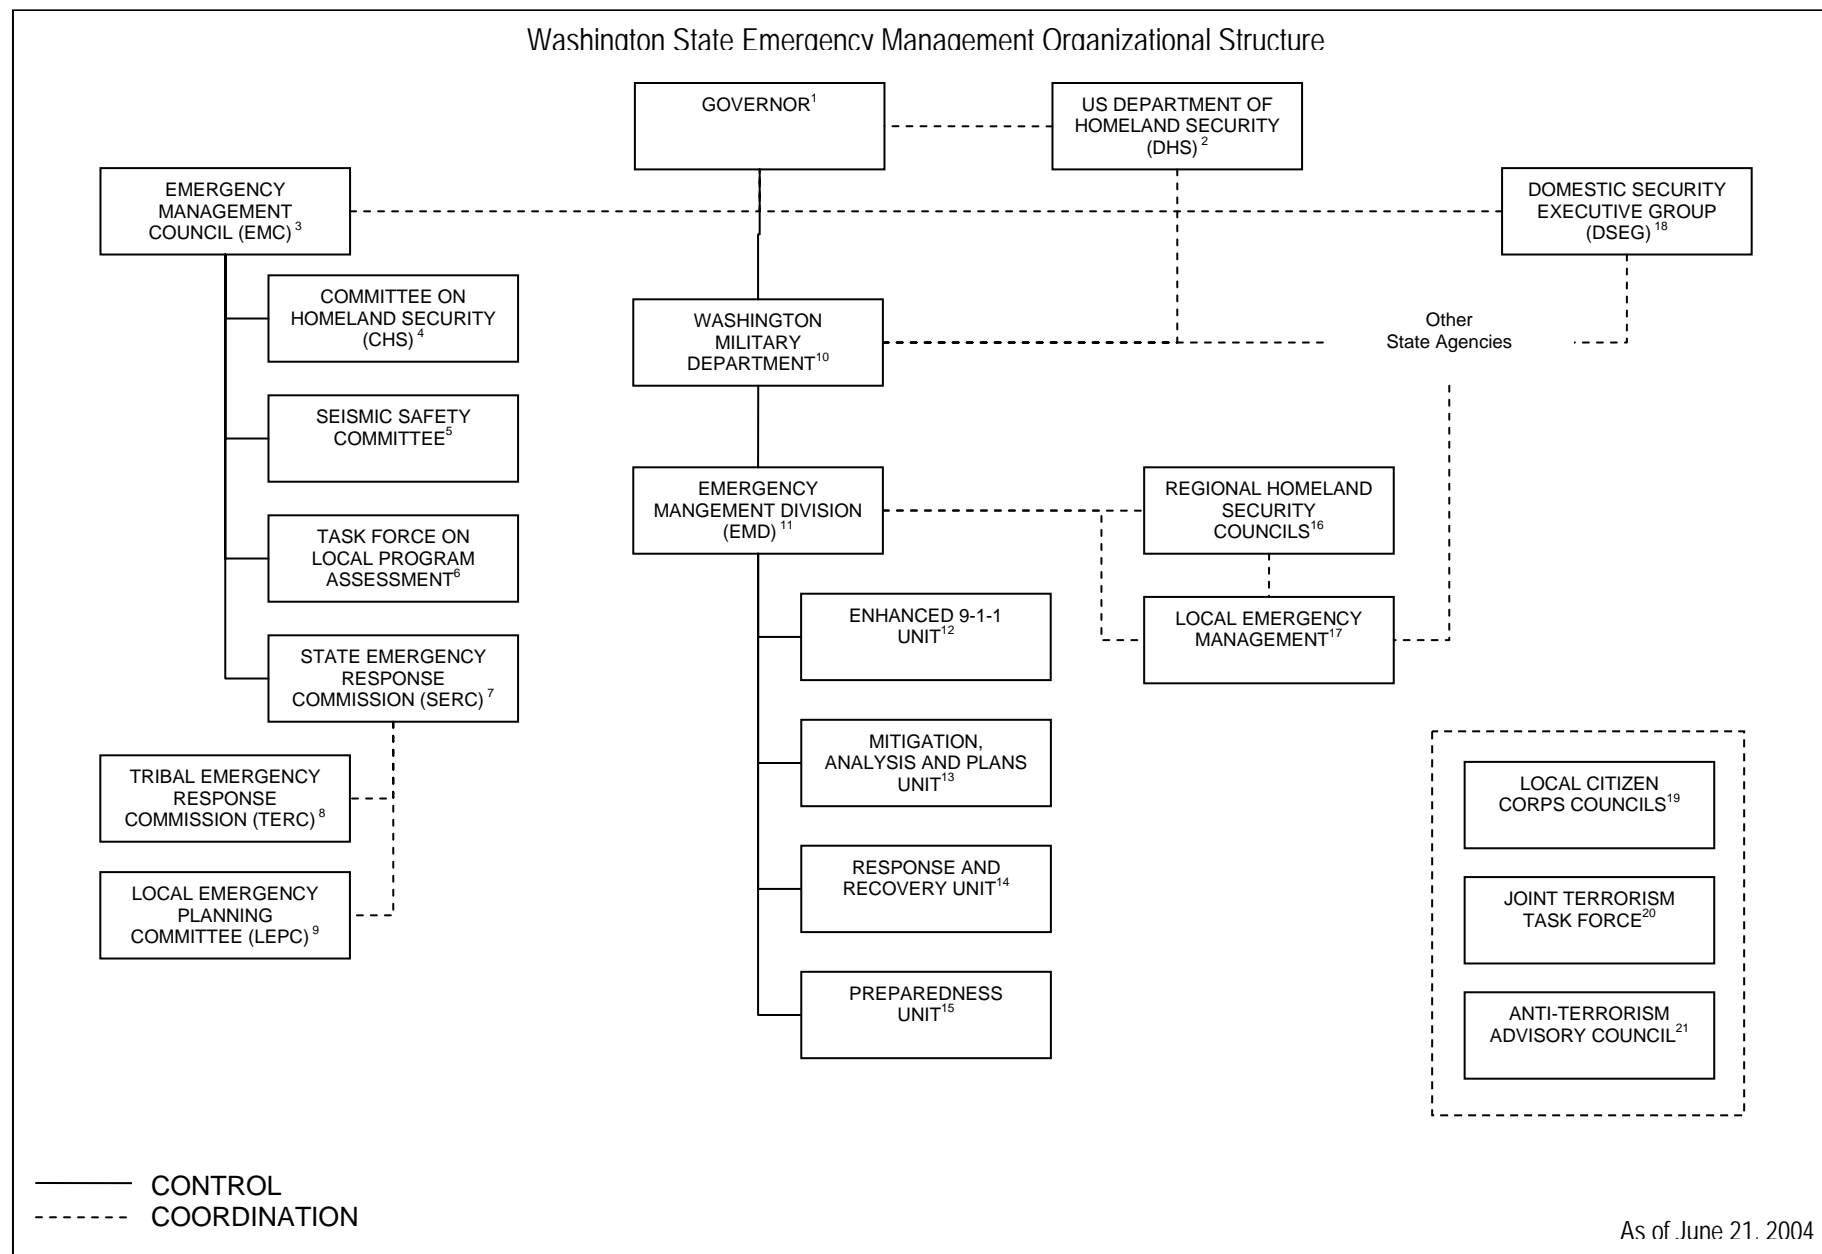 Washington State Emergency Management Organizational Structure
GOVERNOR1
US DEPARTMENT OF
HOMELAND SECURITY
(DHS) 2
EMERGENCY
MANAGEMENT
COUNCIL (EMC) 3
DOMESTIC SECURITY
EXECUTIVE GROUP
(DSEG) 18
COMMITTEE ON
HOMELAND SECURITY
(CHS) 4
WASHINGTON
MILITARY
DEPARTMENT10
Other
State Agencies
SEISMIC SAFETY
COMMITTEE5
EMERGENCY
MANGEMENT DIVISION
(EMD) 11
REGIONAL HOMELAND
SECURITY
COUNCILS16
TASK FORCE ON
LOCAL PROGRAM
ASSESSMENT6
ENHANCED 9-1-1
UNIT12
LOCAL EMERGENCY
MANAGEMENT17
STATE EMERGENCY
RESPONSE
COMMISSION (SERC) 7
MITIGATION,
ANALYSIS AND PLANS
UNIT13
TRIBAL EMERGENCY
RESPONSE
COMMISSION (TERC) 8
LOCAL CITIZEN
CORPS COUNCILS19
RESPONSE AND
RECOVERY UNIT14
LOCAL EMERGENCY
PLANNING
COMMITTEE (LEPC) 9
JOINT TERRORISM
TASK FORCE20
PREPAREDNESS
UNIT15
ANTI-TERRORISM
ADVISORY COUNCIL21
CONTROL
COORDINATION
As of June 21, 2004